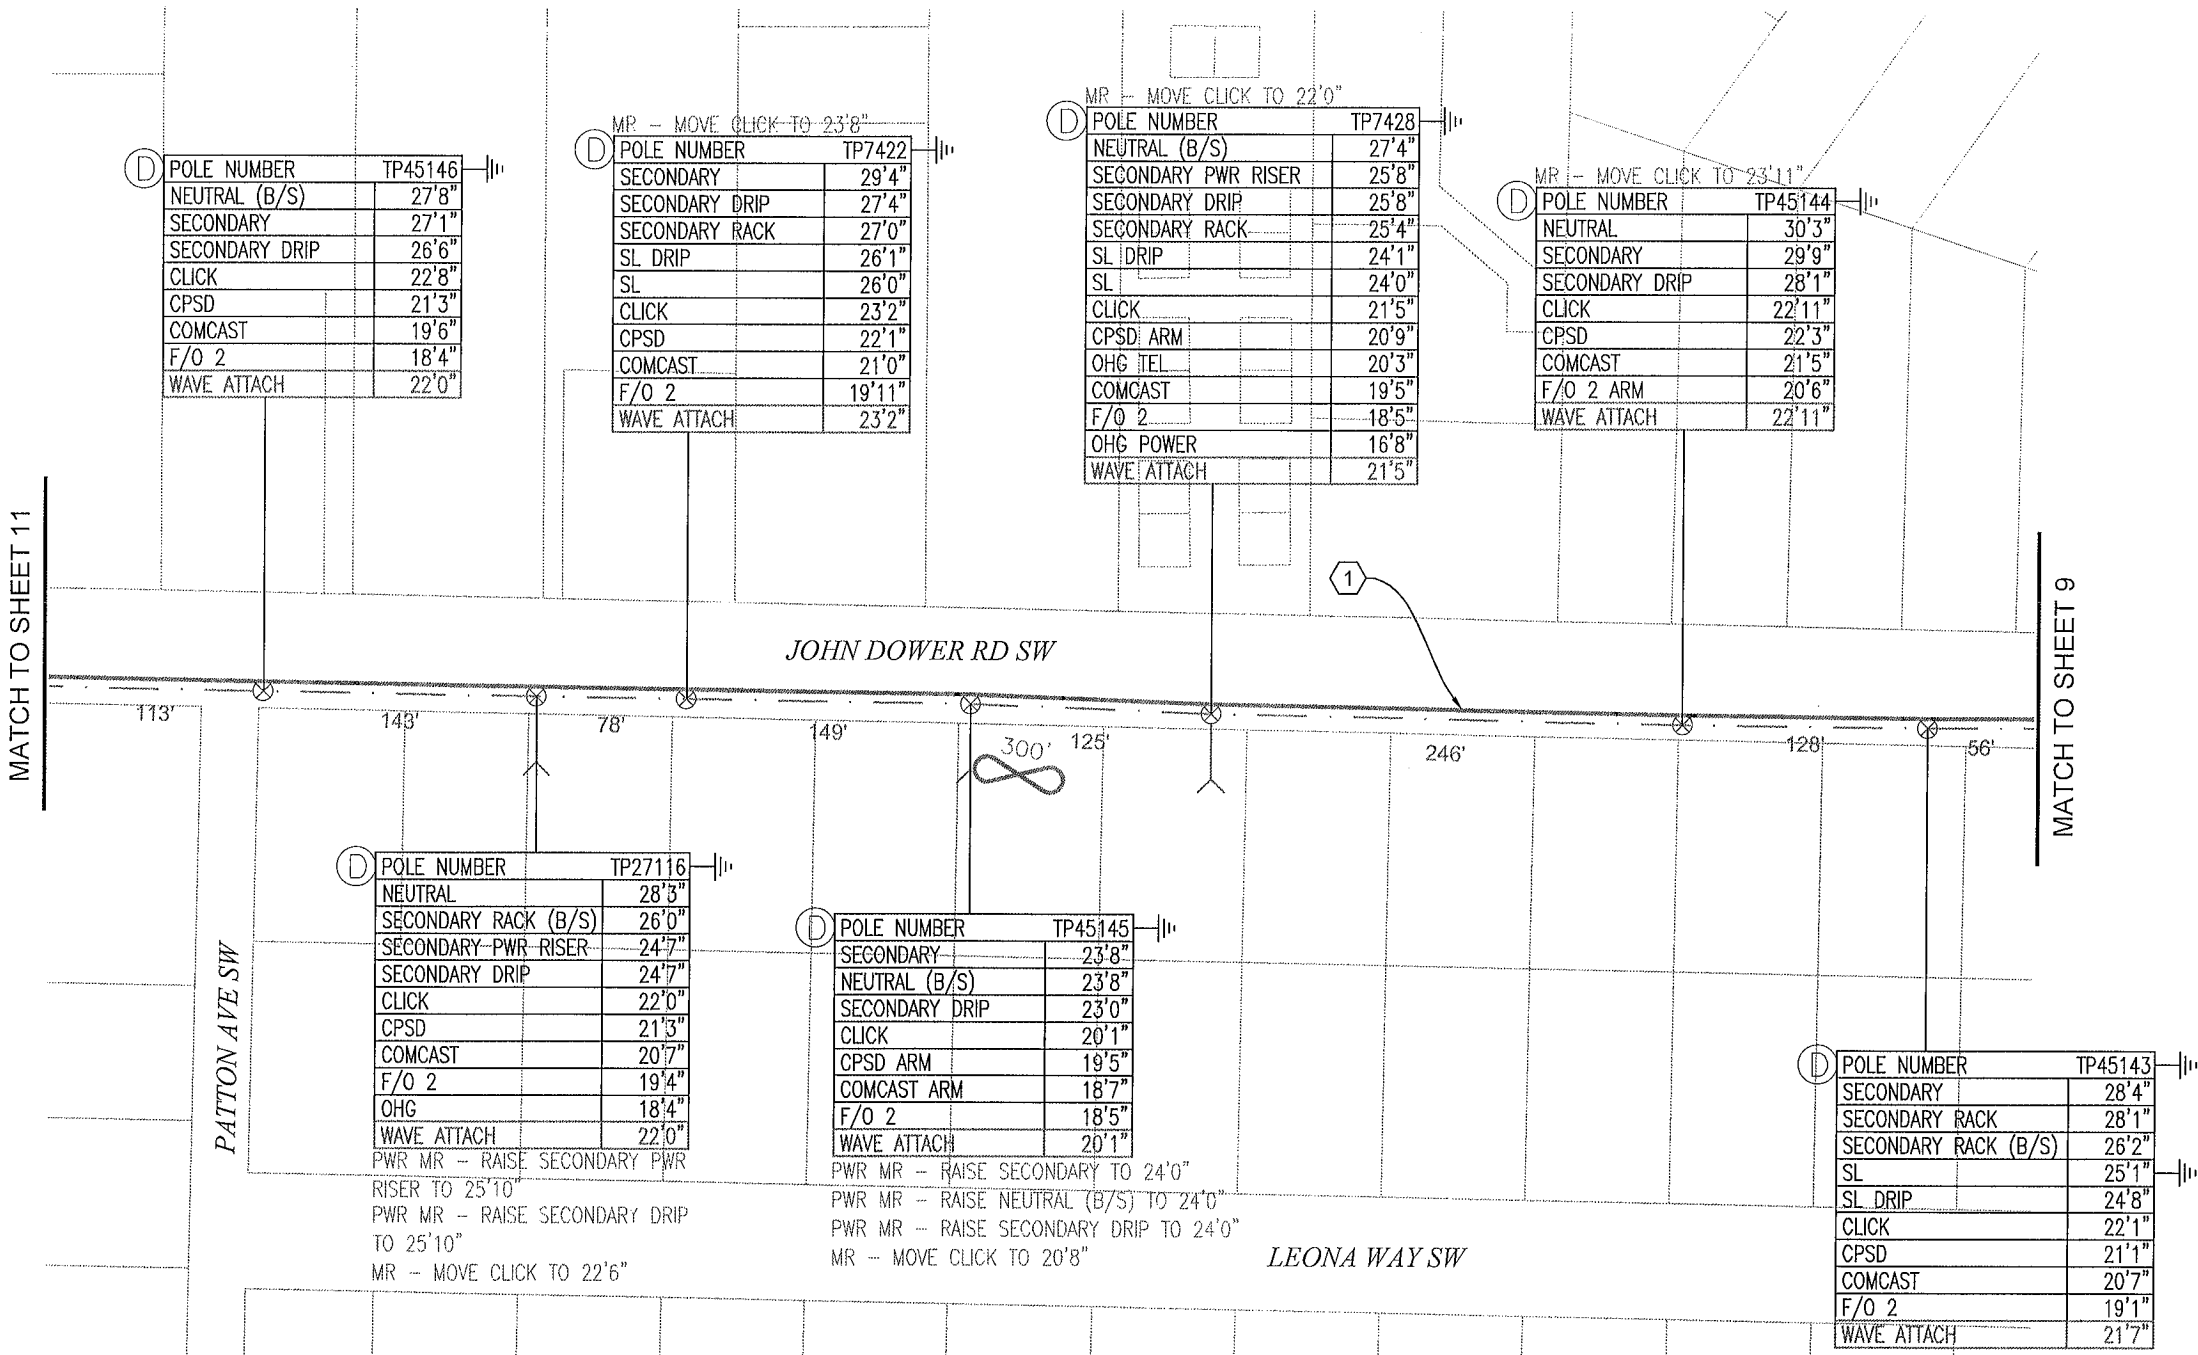 MR – MOVE CLICK TO 22'0"
D POLE NUMBER TP7428
NEUTRAL (B/S) 27'4"
SECONDARY PWR RISER 25'8"
SECONDARY DRIP 25'8"
SECONDARY RACK 25'4"
SL DRIP 24'1"
SL 24'0"
CLICK 21'5"
CPSD ARM 20'9"
OHG TEL 20'3"
COMCAST 19'5"
F/O 2 18'5"
OHG POWER 16'8"
WAVE ATTACH 21'5"
MR – MOVE CLICK TO 23'8"
D POLE NUMBER TP7422
SECONDARY 29'4"
SECONDARY DRIP 27'4"
SECONDARY RACK 27'0"
SL DRIP 26'1"
SL 26'0"
CLICK 23'2"
CPSD 22'1"
COMCAST 21'0"
F/O 2 19'11"
WAVE ATTACH 23'2"
D POLE NUMBER TP45146
NEUTRAL (B/S) 27'8"
SECONDARY 27'1"
SECONDARY DRIP 26'6"
CLICK 22'8"
CPSD 21'3"
COMCAST 19'6"
F/O 2 18'4"
WAVE ATTACH 22'0"
MR – MOVE CLICK TO 23'11"
D POLE NUMBER TP45144
NEUTRAL 30'3"
SECONDARY 29'9"
SECONDARY DRIP 28'1"
CLICK 22'11"
CPSD 22'3"
COMCAST 21'5"
F/O 2 ARM 20'6"
WAVE ATTACH 22'11"
MATCH TO SHEET 11
1
JOHN DOWER RD SW
MATCH TO SHEET 9
113' 143' 78' 149' 125' 246' 128' 56'
300'
PATTON AVE SW
D POLE NUMBER TP27116
NEUTRAL 28'3"
SECONDARY RACK (B/S) 26'0"
SECONDARY PWR RISER 24'7"
SECONDARY DRIP 24'7"
CLICK 22'0"
CPSD 21'3"
COMCAST 20'7"
F/O 2 19'4"
OHG 18'4"
WAVE ATTACH 22'0"
PWR MR – RAISE SECONDARY PWR
RISER TO 25'10"
PWR MR – RAISE SECONDARY DRIP
TO 25'10"
MR – MOVE CLICK TO 22'6"
D POLE NUMBER TP45145
SECONDARY 23'8"
NEUTRAL (B/S) 23'8"
SECONDARY DRIP 23'0"
CLICK 20'1"
CPSD ARM 19'5"
COMCAST ARM 18'7"
F/O 2 18'5"
WAVE ATTACH 20'1"
PWR MR – RAISE SECONDARY TO 24'0"
PWR MR – RAISE NEUTRAL (B/S) TO 24'0"
PWR MR – RAISE SECONDARY DRIP TO 24'0"
MR – MOVE CLICK TO 20'8"
LEONA WAY SW
D POLE NUMBER TP45143
SECONDARY 28'4"
SECONDARY RACK 28'1"
SECONDARY RACK (B/S) 26'2"
SL 25'1"
SL DRIP 24'8"
CLICK 22'1"
CPSD 21'1"
COMCAST 20'7"
F/O 2 19'1"
WAVE ATTACH 21'7"